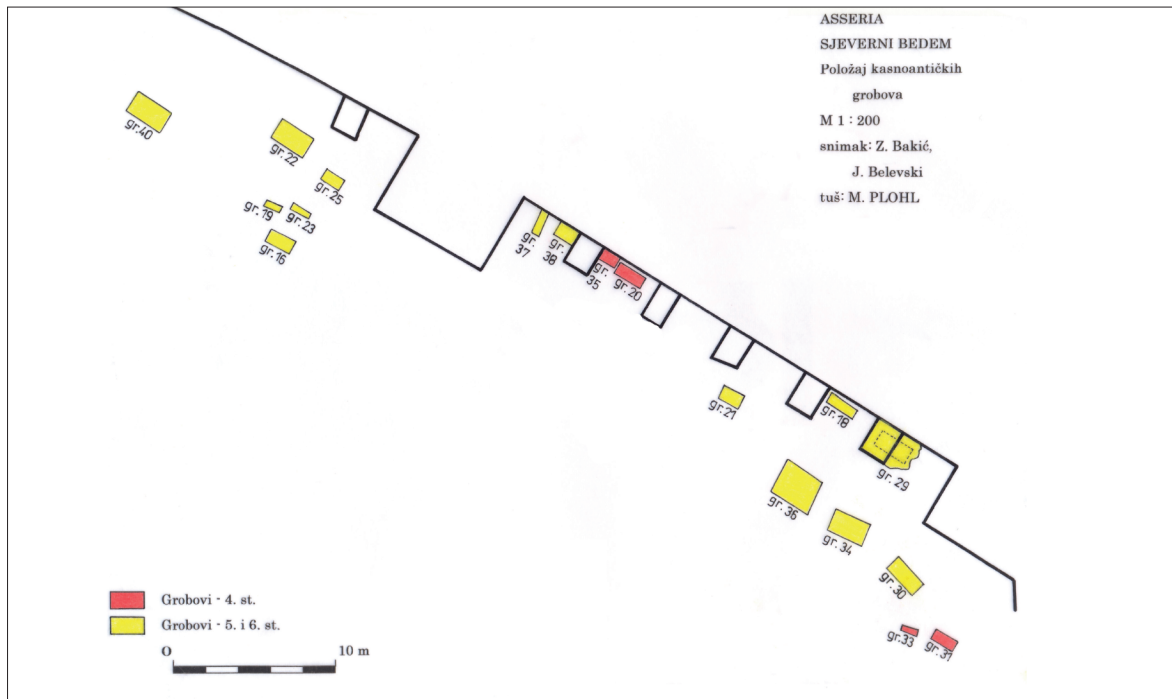 ASSERIA
SJEVERNI BEDEM
Položaj kasnoantičkih
grobova
M 1 : 200
snimak: Z. Bakić,
J. Belevski
tuš: M. PLOHL
gr.40
gr.22
gr.25
gr.19
gr.23
gr.16
gr.
37
gr.
38
gr.
35
gr.20
gr.21
gr.18
gr.29
gr.36
gr.34
gr.30
gr.33
gr.31
Grobovi - 4. st.
Grobovi - 5. i 6. st.
O 10 m